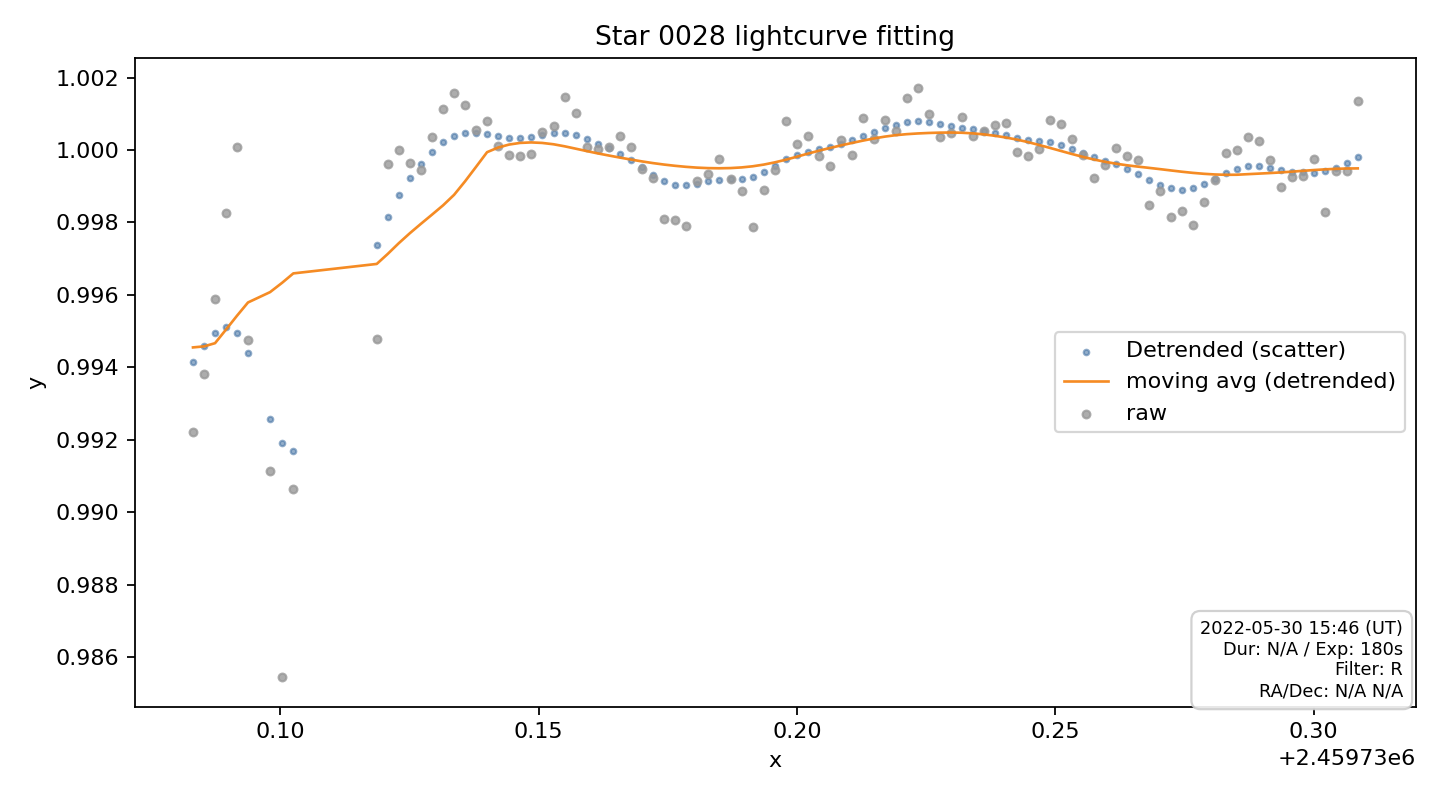 Star 0028 lightcurve fitting
1.002
1.000
0.998
0.996
0.994
0.992
0.990
0.988
0.986
y
Detrended (scatter)
moving avg (detrended)
raw
2022-05-30 15:46 (UT)
Dur: N/A / Exp: 180s
Filter: R
RA/Dec: N/A N/A
0.10 0.15 0.20 0.25 0.30
x
+2.45973e6